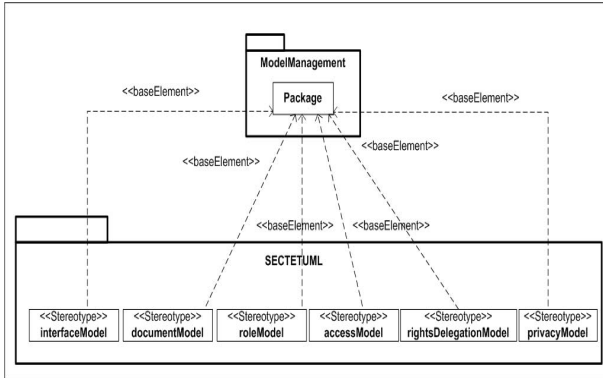 ModelManagement
<<baseElement>>
Package
<<baseElement>>
<<baseElement>>
<<baseElement>>
<<baseElement>>
<<baseElement>>
SECTETUML
<<Stereotype>> <<Stereotype>> <<Stereotype>> <<Stereotype>> <<Stereotype>> <<Stereotype>>
interfaceModel documentModel roleModel accessModel rightsDelegationModel privacyModel